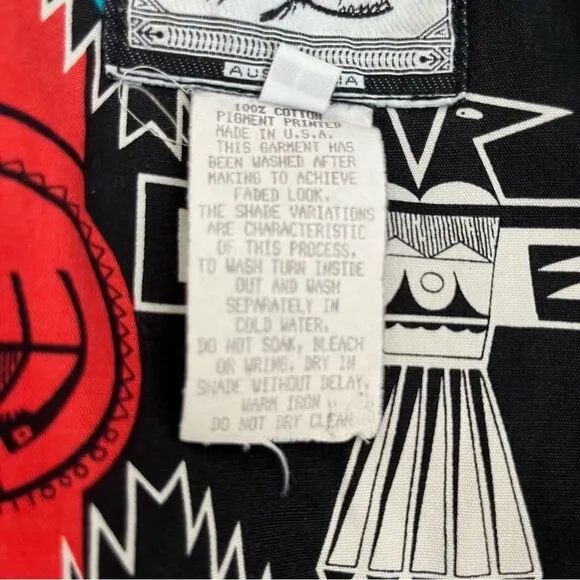 100% COTTON
PIGMENT PRINTED
MADE IN U.S.A.
THIS GARMENT HAS
BEEN WASHED AFTER
MAKING TO ACHIEVE
FADED LOOK.
THE SHADE VARIATIONS
ARE CHARACTERISTIC
OF THIS PROCESS.
TO WASH TURN INSIDE
OUT AND WASH
SEPARATELY IN
COLD WATER.
DO NOT SOAK, BLEACH
OR WRING. DRY IN
SHADE WITHOUT DELAY.
WARM IRON
DO NOT DRY CLEAN